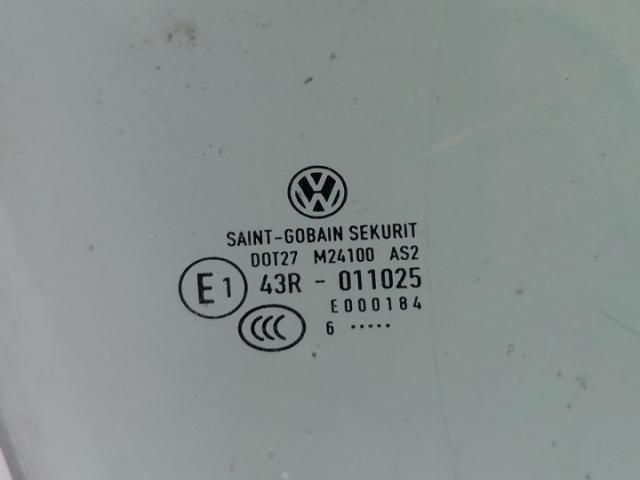 SAINT-GOBAIN SEKURIT
DOT27 M24100 AS2
E1 43R - 011025
E000184
CCC 6 .....